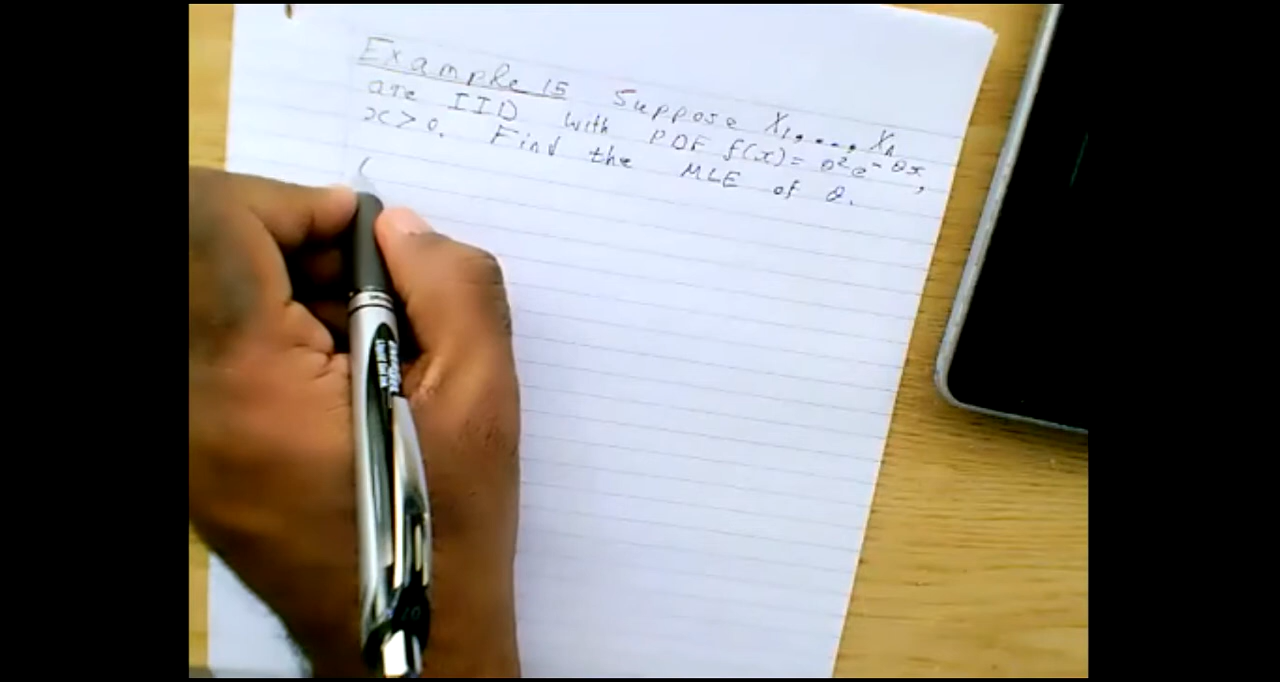 Example 15 Suppose X₁,..., Xₙ
are IID with PDF f(x) = θ²e^{-θx},
x>0. Find the MLE of θ.
(